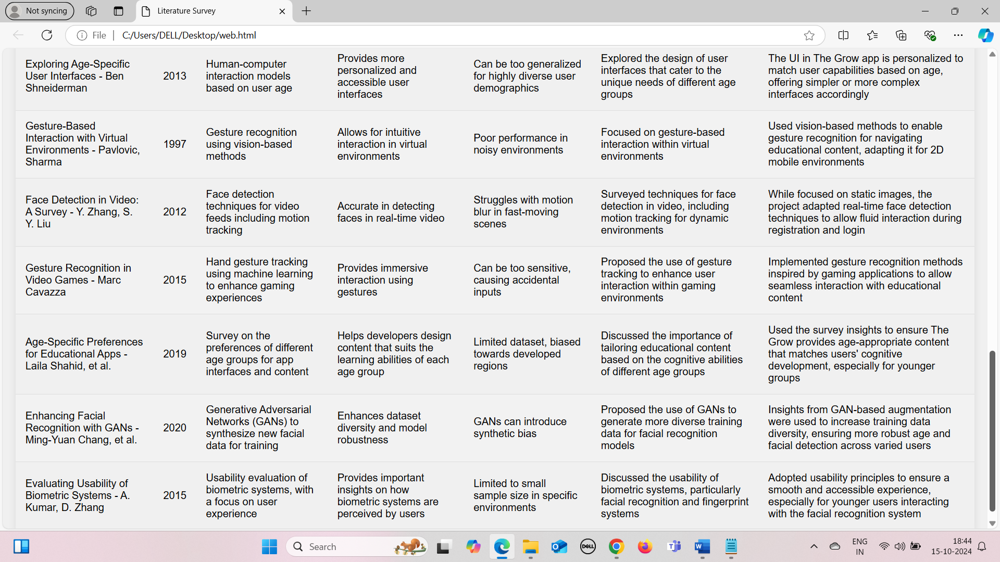 Not syncing
Literature Survey
File
C:/Users/DELL/Desktop/web.html
Exploring Age-Specific
User Interfaces - Ben
Shneiderman
2013
Human-computer
interaction models
based on user age
Provides more
personalized and
accessible user
interfaces
Can be too generalized
for highly diverse user
demographics
Explored the design of user
interfaces that cater to the
unique needs of different age
groups
The UI in The Grow app is personalized to
match user capabilities based on age,
offering simpler or more complex
interfaces accordingly
Gesture-Based
Interaction with Virtual
Environments - Pavlovic,
Sharma
1997
Gesture recognition
using vision-based
methods
Allows for intuitive
interaction in virtual
environments
Poor performance in
noisy environments
Focused on gesture-based
interaction within virtual
environments
Used vision-based methods to enable
gesture recognition for navigating
educational content, adapting it for 2D
mobile environments
Face Detection in Video:
A Survey - Y. Zhang, S.
Y. Liu
2012
Face detection
techniques for video
feeds including motion
tracking
Accurate in detecting
faces in real-time video
Struggles with motion
blur in fast-moving
scenes
Surveyed techniques for face
detection in video, including
motion tracking for dynamic
environments
While focused on static images, the
project adapted real-time face detection
techniques to allow fluid interaction during
registration and login
Gesture Recognition in
Video Games - Marc
Cavazza
2015
Hand gesture tracking
using machine learning
to enhance gaming
experiences
Provides immersive
interaction using
gestures
Can be too sensitive,
causing accidental
inputs
Proposed the use of gesture
tracking to enhance user
interaction within gaming
environments
Implemented gesture recognition methods
inspired by gaming applications to allow
seamless interaction with educational
content
Age-Specific Preferences
for Educational Apps -
Laila Shahid, et al.
2019
Survey on the
preferences of different
age groups for app
interfaces and content
Helps developers design
content that suits the
learning abilities of each
age group
Limited dataset, biased
towards developed
regions
Discussed the importance of
tailoring educational content
based on the cognitive abilities
of different age groups
Used the survey insights to ensure The
Grow provides age-appropriate content
that matches users' cognitive
development, especially for younger
groups
Enhancing Facial
Recognition with GANs -
Ming-Yuan Chang, et al.
2020
Generative Adversarial
Networks (GANs) to
synthesize new facial
data for training
Enhances dataset
diversity and model
robustness
GANs can introduce
synthetic bias
Proposed the use of GANs to
generate more diverse training
data for facial recognition
models
Insights from GAN-based augmentation
were used to increase training data
diversity, ensuring more robust age and
facial detection across varied users
Evaluating Usability of
Biometric Systems - A.
Kumar, D. Zhang
2015
Usability evaluation of
biometric systems, with
a focus on user
experience
Provides important
insights on how
biometric systems are
perceived by users
Limited to small
sample size in specific
environments
Discussed the usability of
biometric systems, particularly
facial recognition and fingerprint
systems
Adopted usability principles to ensure a
smooth and accessible experience,
especially for younger users interacting
with the facial recognition system
Search
DELL
ENG
IN
18:44
15-10-2024